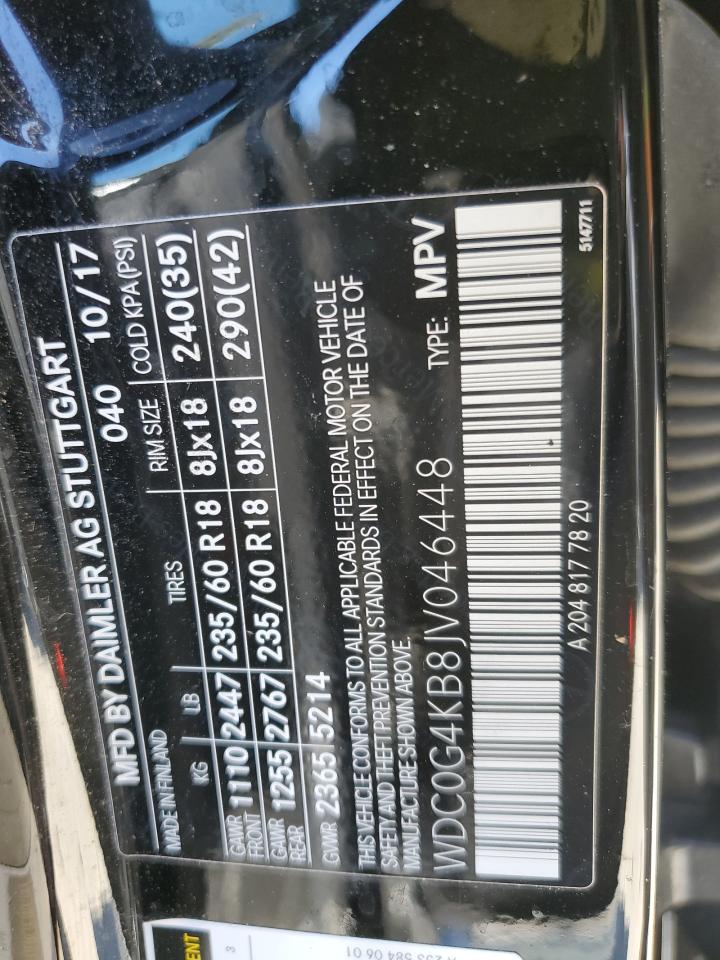 MFD BY DAIMLER AG STUTTGART
040 10/17
MADE IN FINLAND
KG LB TIRES RIM SIZE COLD KPA(PSI)
GAWR FRONT 1110 2447 235/60 R18 8Jx18 240(35)
GAWR REAR 1255 2767 235/60 R18 8Jx18 290(42)
GVWR 2365 5214
THIS VEHICLE CONFORMS TO ALL APPLICABLE FEDERAL MOTOR VEHICLE
SAFETY AND THEFT PREVENTION STANDARDS IN EFFECT ON THE DATE OF
MANUFACTURE SHOWN ABOVE.
WDC0G4KB8JV046448 TYPE: MPV
A 204 817 78 20 5147711
3